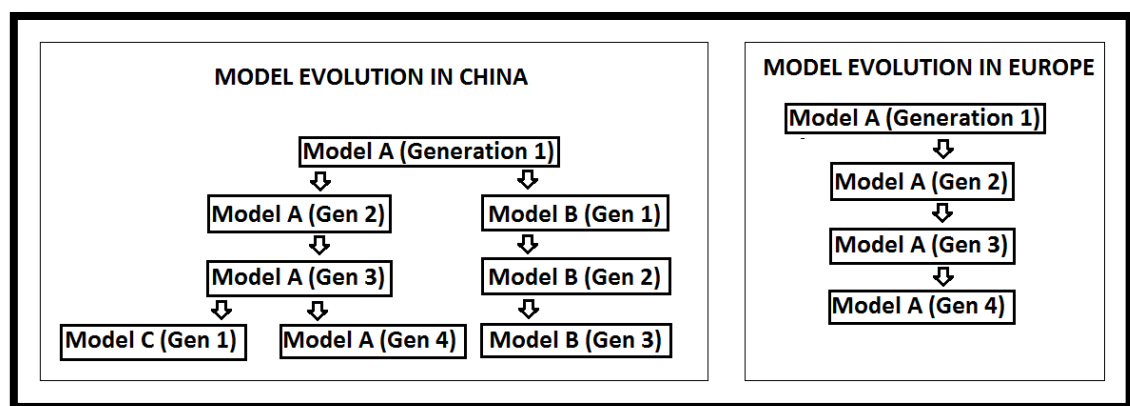 MODEL EVOLUTION IN CHINA
Model A (Generation 1)
Model A (Gen 2)
Model B (Gen 1)
Model A (Gen 3)
Model B (Gen 2)
Model C (Gen 1)
Model A (Gen 4)
Model B (Gen 3)
MODEL EVOLUTION IN EUROPE
Model A (Generation 1)
Model A (Gen 2)
Model A (Gen 3)
Model A (Gen 4)